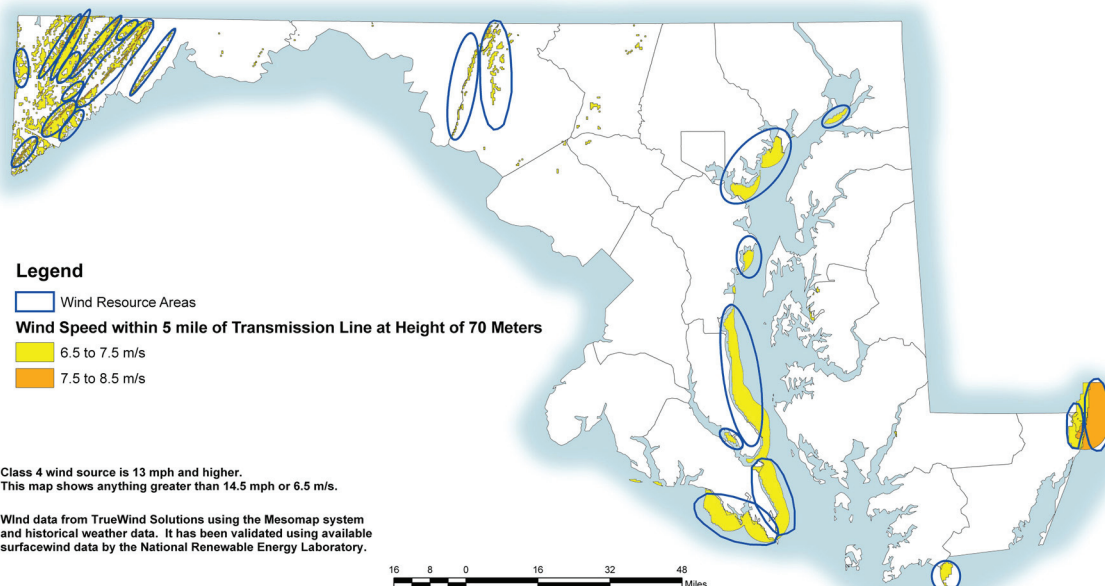 Legend
Wind Resource Areas
Wind Speed within 5 mile of Transmission Line at Height of 70 Meters
6.5 to 7.5 m/s
7.5 to 8.5 m/s
Class 4 wind source is 13 mph and higher.
This map shows anything greater than 14.5 mph or 6.5 m/s.
WInd data from TrueWind Solutions using the Mesomap system
and historical weather data. It has been validated using available
surfacewind data by the National Renewable Energy Laboratory.
16 8 0 16 32 48
Miles